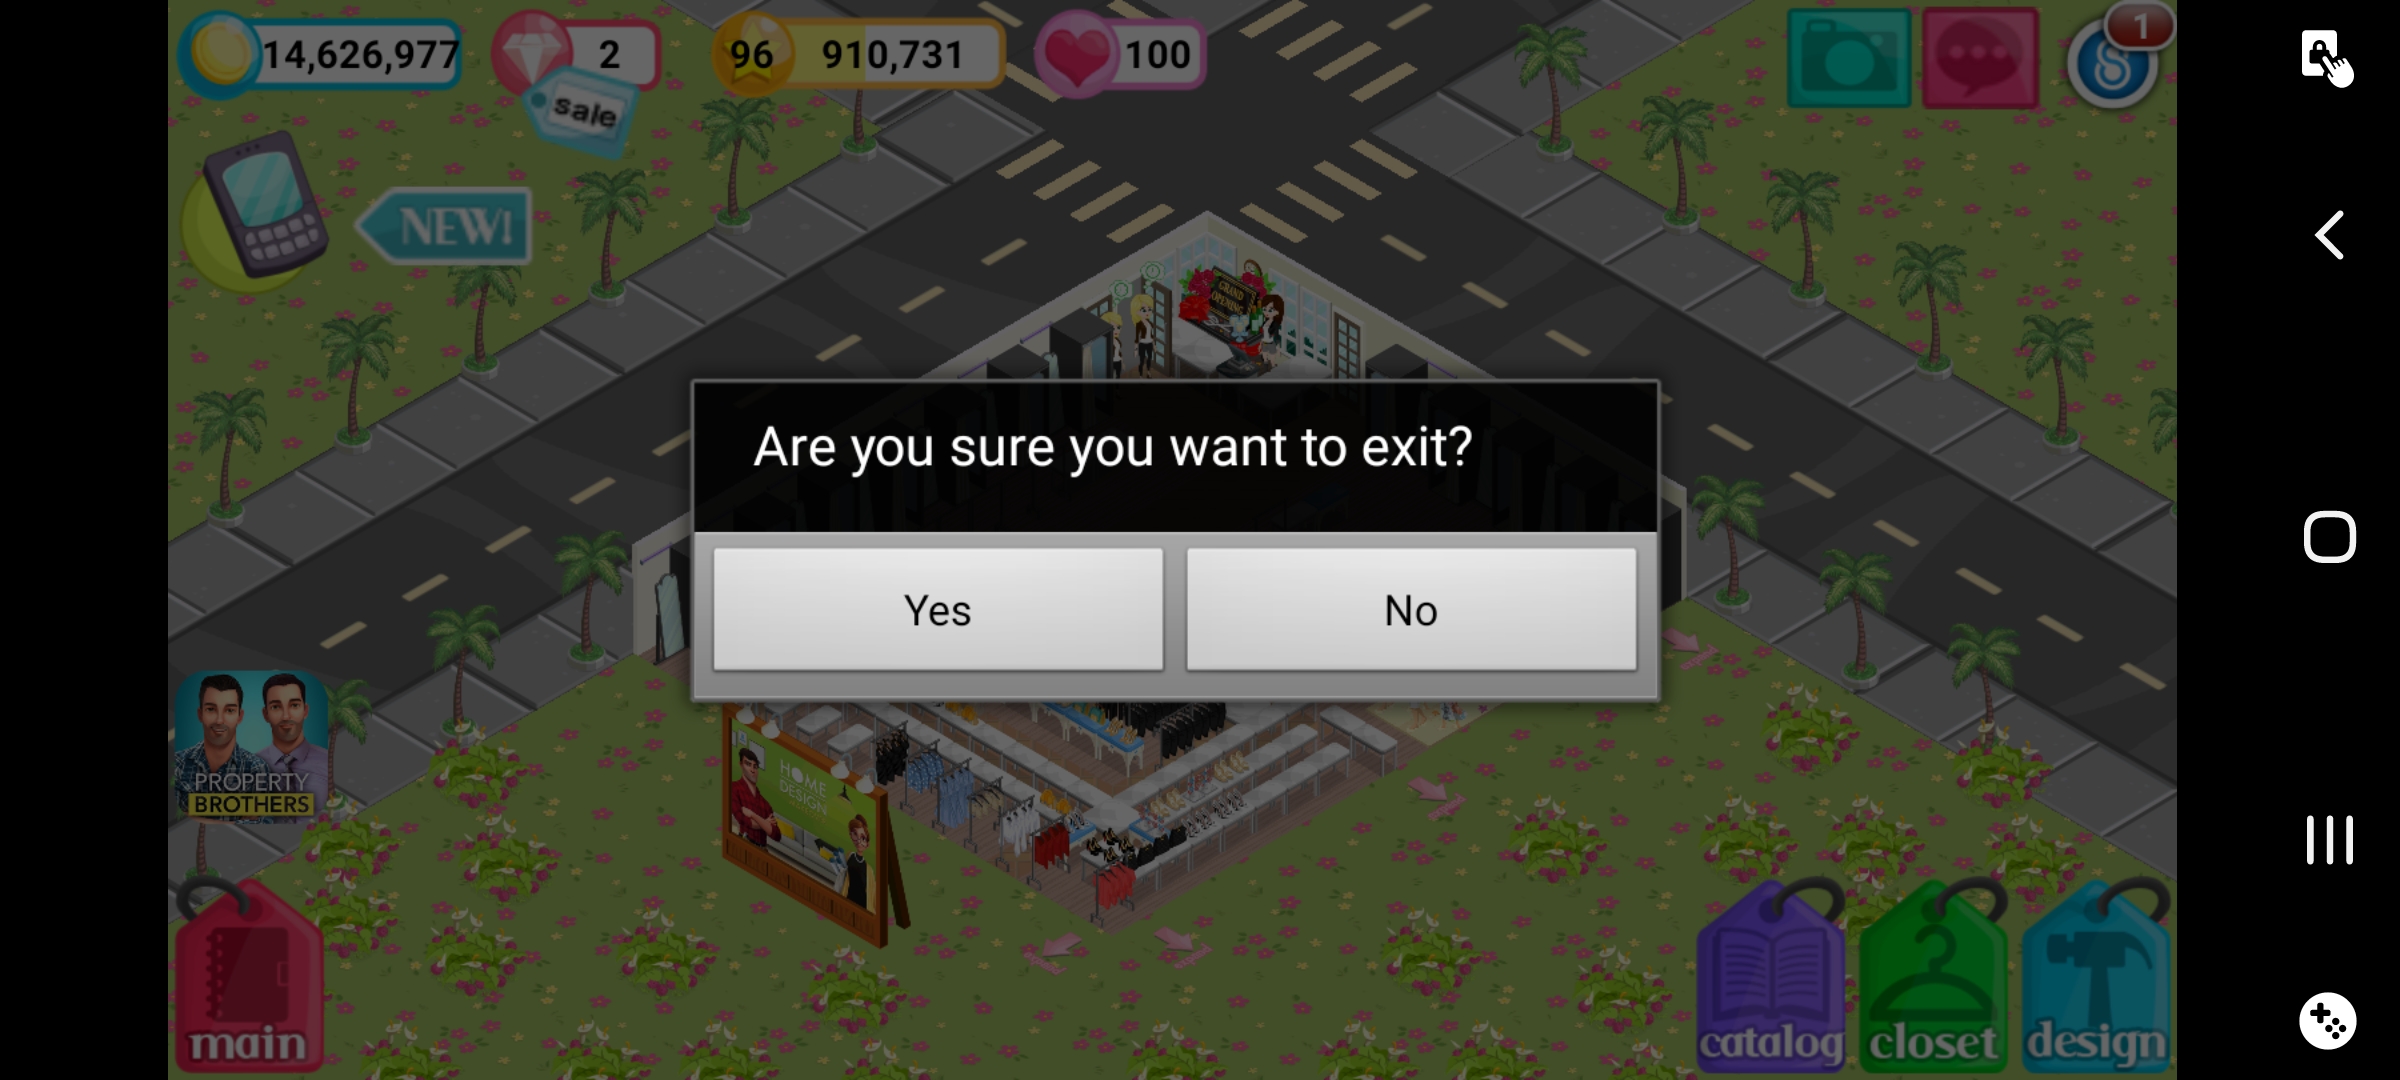 14,626,977
2
96
910,731
100
1
sale
NEW!
GRAND
OPENING
Are you sure you want to exit?
Yes
No
HOME
DESIGN
PROPERTY
BROTHERS
main
catalog
closet
design